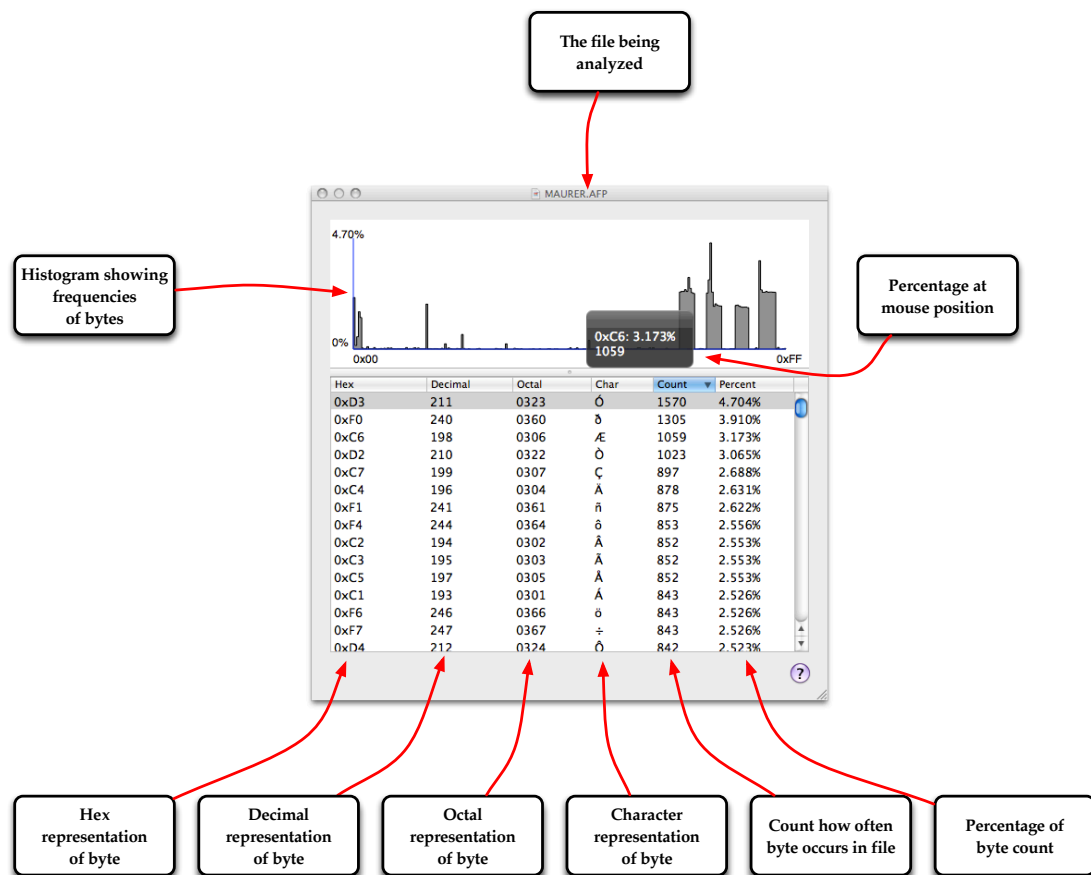 The file being
analyzed
MAURER.AFP
4.70%
Histogram showing
frequencies
of bytes
Percentage at
mouse position
0xC6: 3.173%
1059
0%
0x00 0xFF
Hex Decimal Octal Char Count Percent
0xD3 211 0323 Ó 1570 4.704%
0xF0 240 0360 ð 1305 3.910%
0xC6 198 0306 Æ 1059 3.173%
0xD2 210 0322 Ò 1023 3.065%
0xC7 199 0307 Ç 897 2.688%
0xC4 196 0304 Ä 878 2.631%
0xF1 241 0361 ñ 875 2.622%
0xF4 244 0364 ô 853 2.556%
0xC2 194 0302 Â 852 2.553%
0xC3 195 0303 Ã 852 2.553%
0xC5 197 0305 Å 852 2.553%
0xC1 193 0301 Á 843 2.526%
0xF6 246 0366 ö 843 2.526%
0xF7 247 0367 ÷ 843 2.526%
0xD4 212 0324 Ô 842 2.523%
?
Hex
representation
of byte
Decimal
representation
of byte
Octal
representation
of byte
Character
representation
of byte
Count how often
byte occurs in file
Percentage of
byte count